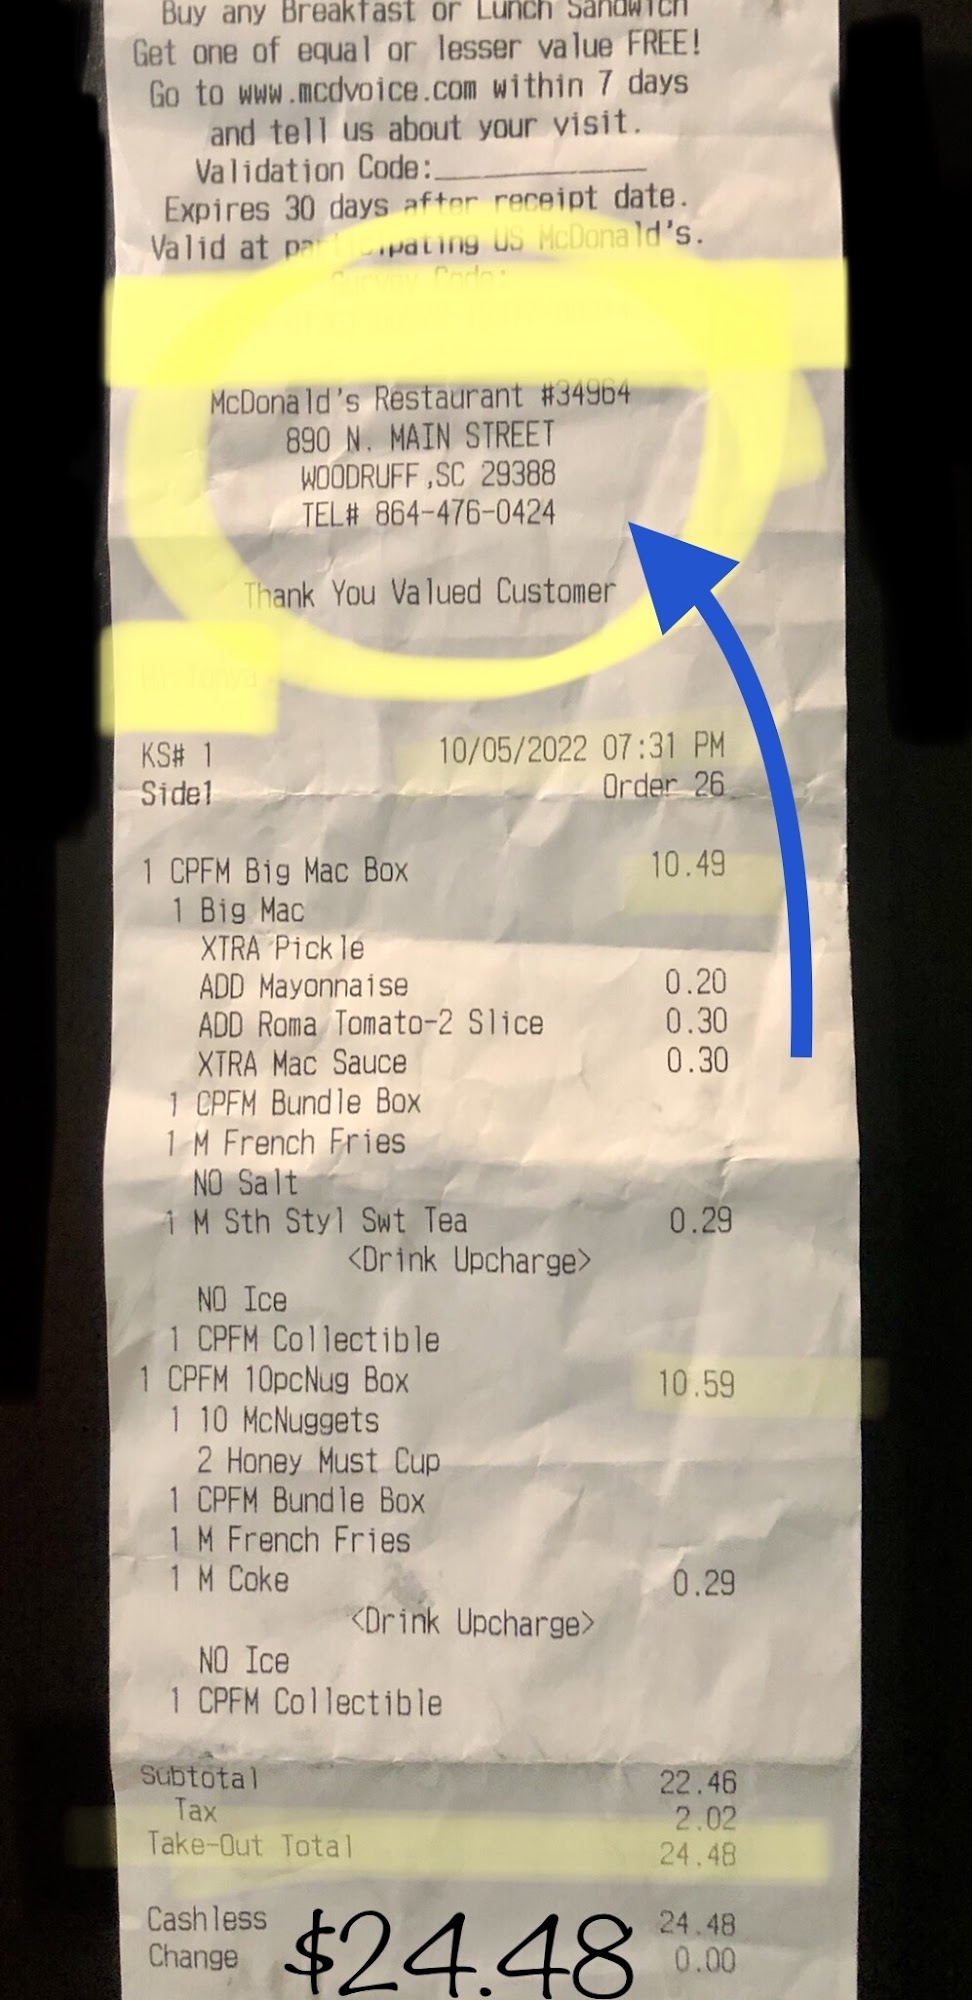 Buy any Breakfast or Lunch Sandwich
Get one of equal or lesser value FREE!
Go to www.mcdvoice.com within 7 days
and tell us about your visit.
Validation Code:
Expires 30 days after receipt date.
Valid at participating US McDonald's.
Survey Code:
McDonald's Restaurant #34964
890 N. MAIN STREET
WOODRUFF,SC 29388
TEL# 864-476-0424
Thank You Valued Customer
KS# 1 10/05/2022 07:31 PM
Side1 Order 26
1 CPFM Big Mac Box 10.49
1 Big Mac
XTRA Pickle
ADD Mayonnaise 0.20
ADD Roma Tomato-2 Slice 0.30
XTRA Mac Sauce 0.30
1 CPFM Bundle Box
1 M French Fries
NO Salt
1 M Sth Styl Swt Tea 0.29
<Drink Upcharge>
NO Ice
1 CPFM Collectible
1 CPFM 10pcNug Box 10.59
1 10 McNuggets
2 Honey Must Cup
1 CPFM Bundle Box
1 M French Fries
1 M Coke 0.29
<Drink Upcharge>
NO Ice
1 CPFM Collectible
Subtotal 22.46
Tax 2.02
Take-Out Total 24.48
Cashless 24.48
Change 0.00
$24.48